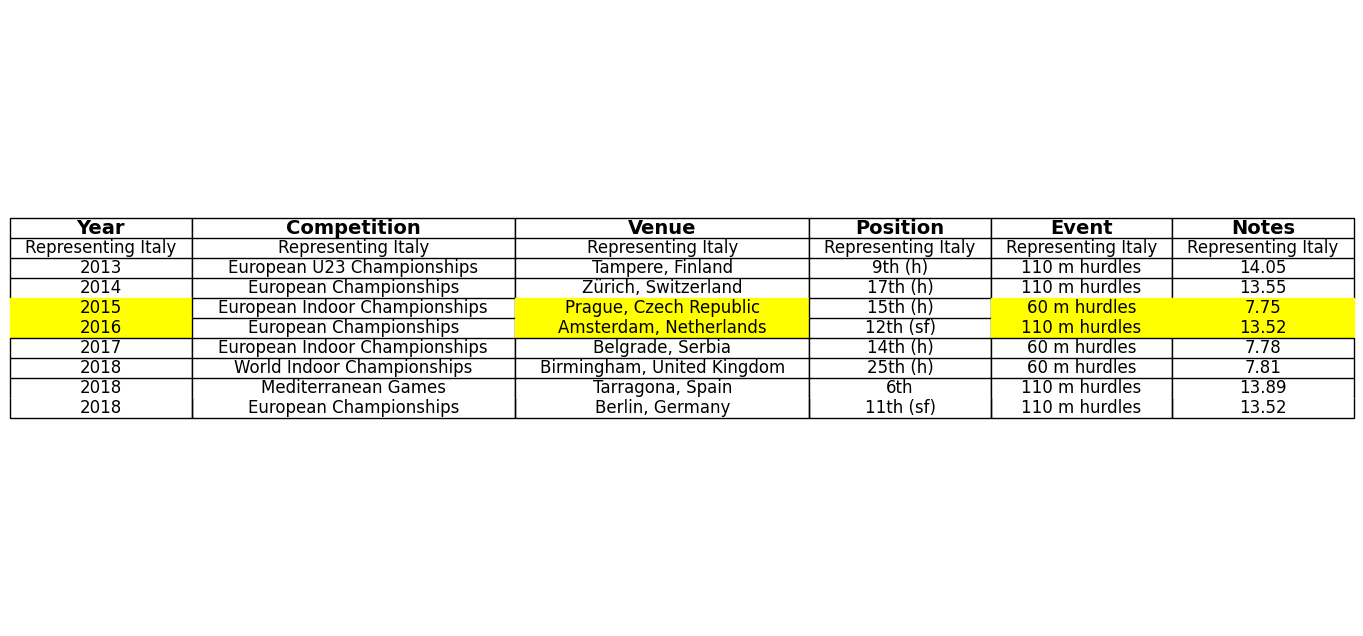 Year Competition Venue Position Event Notes
Representing Italy Representing Italy Representing Italy Representing Italy Representing Italy Representing Italy
2013 European U23 Championships Tampere, Finland 9th (h) 110 m hurdles 14.05
2014 European Championships Zürich, Switzerland 17th (h) 110 m hurdles 13.55
2015 European Indoor Championships Prague, Czech Republic 15th (h) 60 m hurdles 7.75
2016 European Championships Amsterdam, Netherlands 12th (sf) 110 m hurdles 13.52
2017 European Indoor Championships Belgrade, Serbia 14th (h) 60 m hurdles 7.78
2018 World Indoor Championships Birmingham, United Kingdom 25th (h) 60 m hurdles 7.81
2018 Mediterranean Games Tarragona, Spain 6th 110 m hurdles 13.89
2018 European Championships Berlin, Germany 11th (sf) 110 m hurdles 13.52